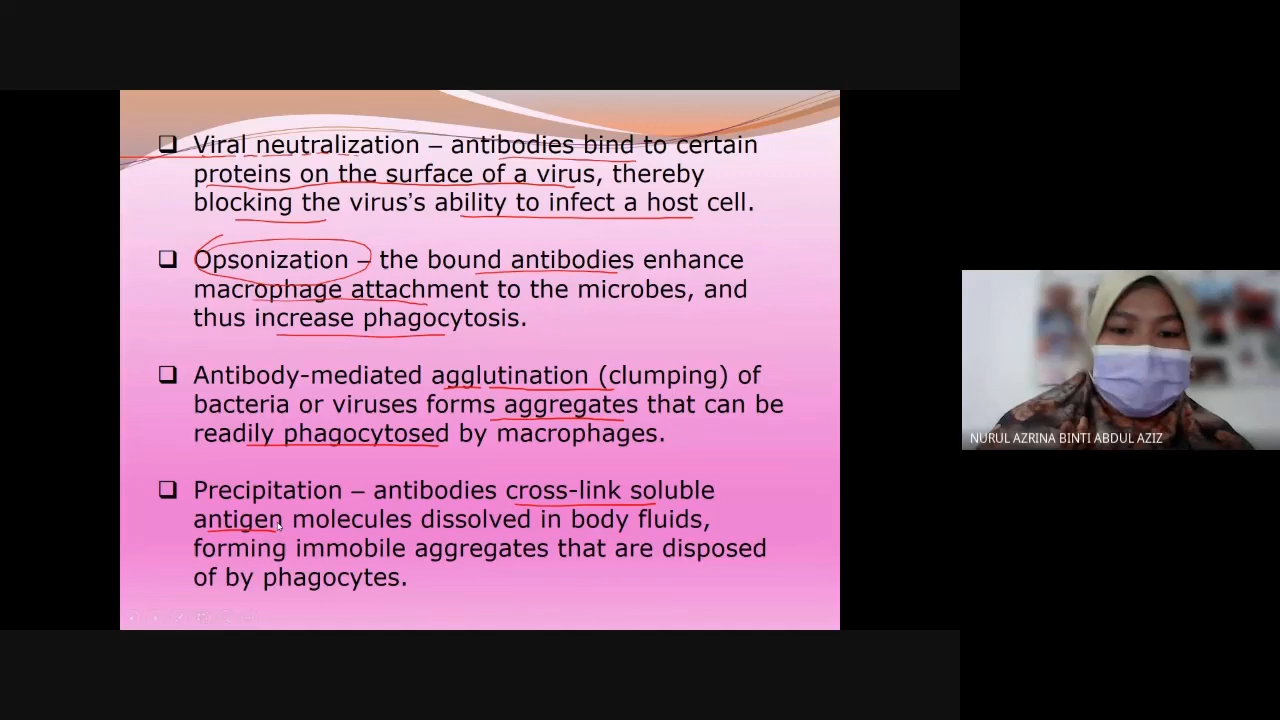 ❑ Viral neutralization – antibodies bind to certain
proteins on the surface of a virus, thereby
blocking the virus’s ability to infect a host cell.
❑ Opsonization – the bound antibodies enhance
macrophage attachment to the microbes, and
thus increase phagocytosis.
❑ Antibody-mediated agglutination (clumping) of
bacteria or viruses forms aggregates that can be
readily phagocytosed by macrophages.
❑ Precipitation – antibodies cross-link soluble
antigen molecules dissolved in body fluids,
forming immobile aggregates that are disposed
of by phagocytes.
NURUL AZRINA BINTI ABDUL AZIZ